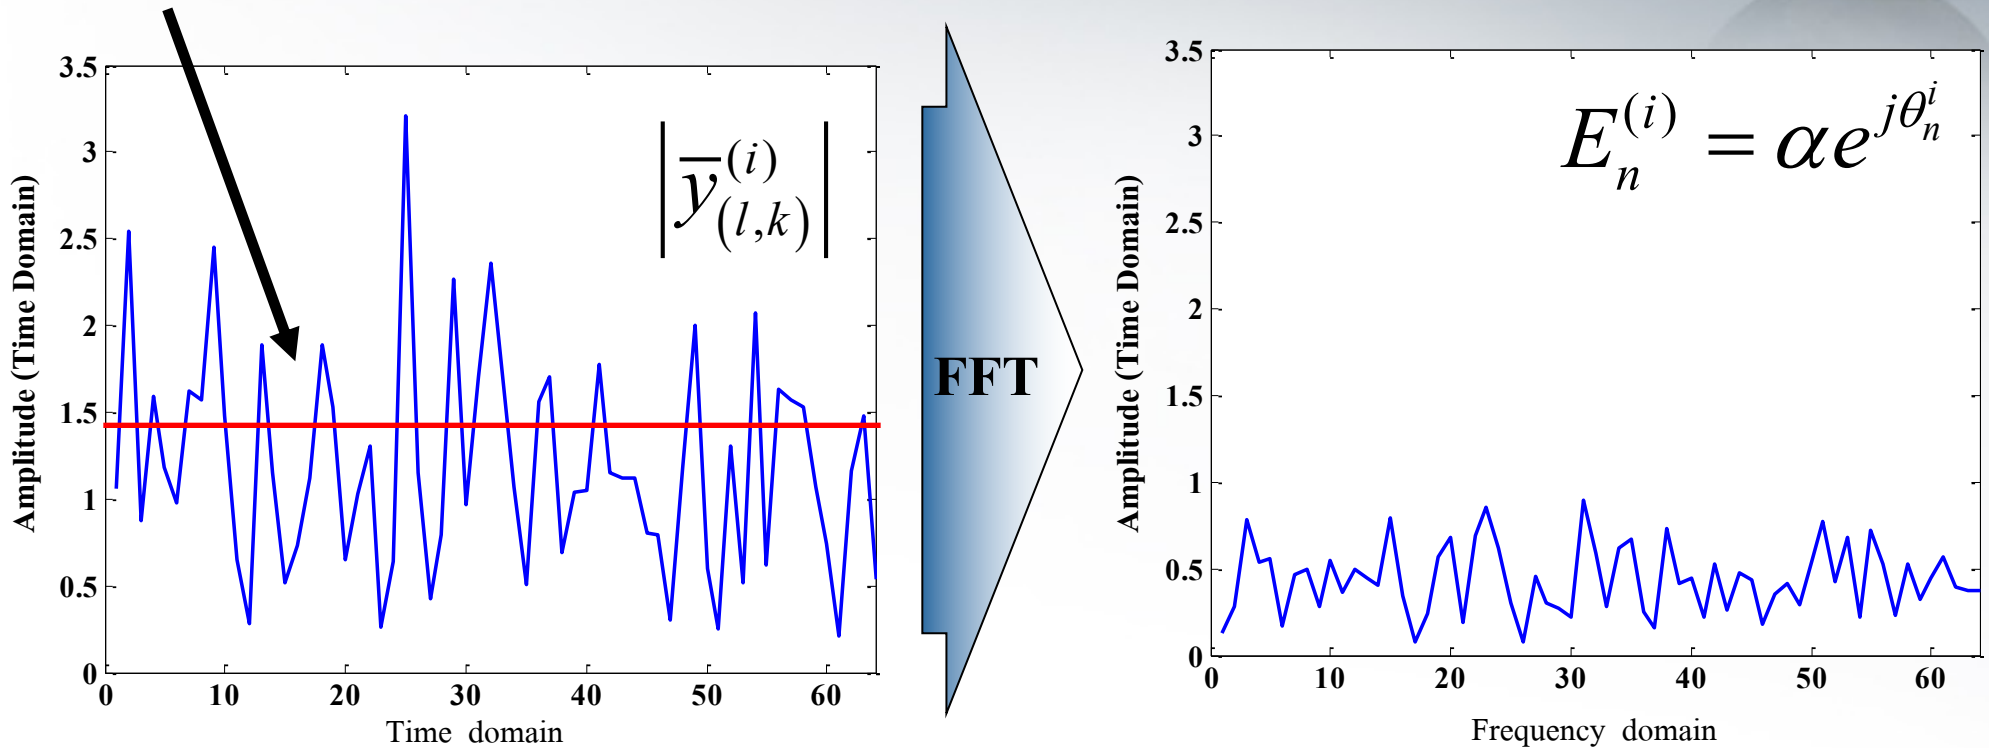 Amplitude (Time Domain)
3.5
3
2.5
2
1.5
1
0.5
0
0 10 20 30 40 50 60
Time domain
|y̅^(i)_(l,k)|
FFT
Amplitude (Time Domain)
3.5
3
2.5
2
1.5
1
0.5
0
0 10 20 30 40 50 60
Frequency domain
E_n^(i) = αe^{jθ_n^i}